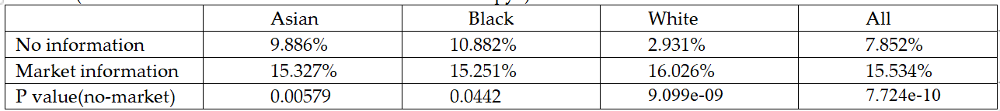 Asian Black White All
No information 9.886% 10.882% 2.931% 7.852%
Market information 15.327% 15.251% 16.026% 15.534%
P value(no-market) 0.00579 0.0442 9.099e-09 7.724e-10